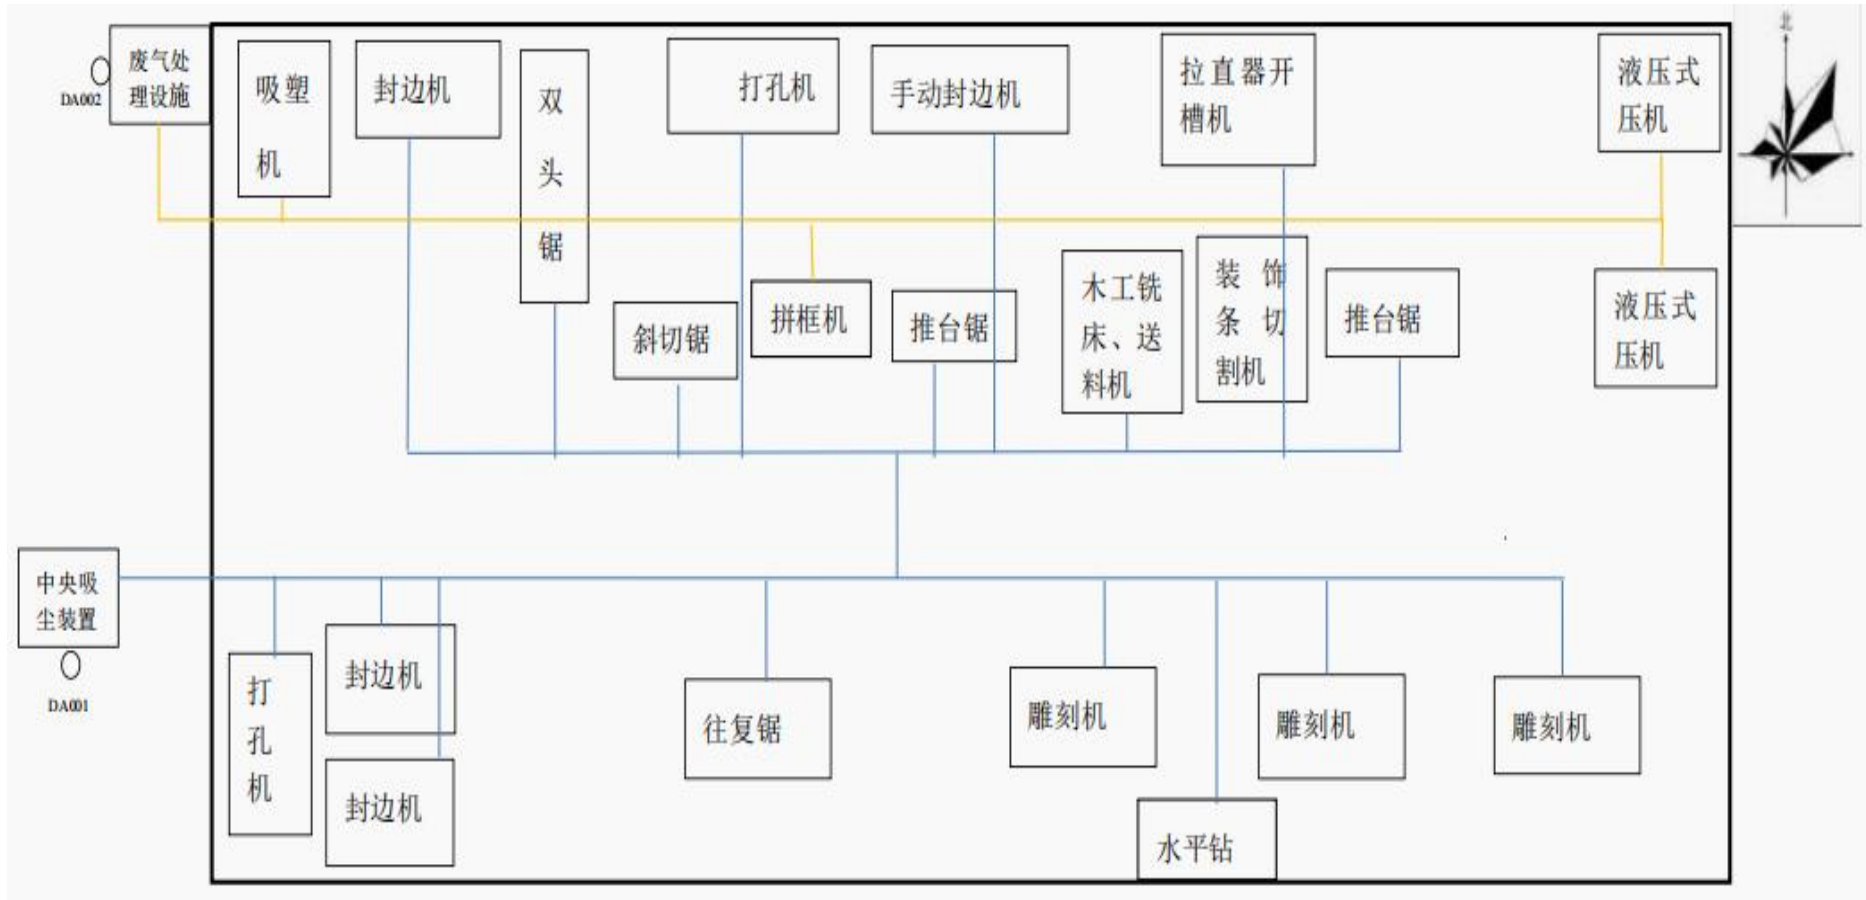 北
废气处
理设施
DA002
吸塑
机
封边机
双
头
锯
打孔机
手动封边机
拉直器开
槽机
液压式
压机
斜切锯
拼框机
推台锯
木工铣
床、送
料机
装饰
条切
割机
推台锯
液压式
压机
中央吸
尘装置
DA001
打
孔
机
封边机
封边机
往复锯
雕刻机
水平钻
雕刻机
雕刻机